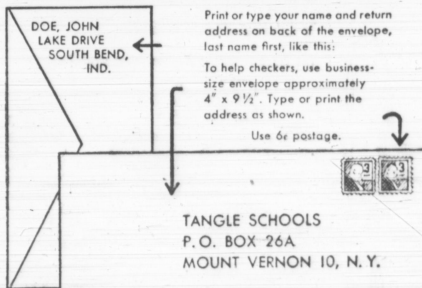 DOE, JOHN
LAKE DRIVE
SOUTH BEND,
IND.
Print or type your name and return
address on back of the envelope,
last name first, like this:
To help checkers, use business-
size envelope approximately
4" x 9½". Type or print the
address as shown.
Use 6¢ postage.
3
3
TANGLE SCHOOLS
P. O. BOX 26A
MOUNT VERNON 10, N. Y.